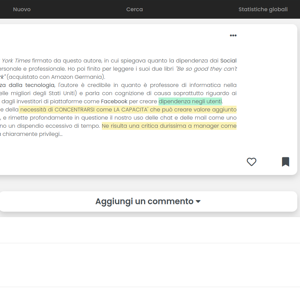 Nuovo Cerca Statistiche globali
York Times firmato da questo autore, in cui spiegava quanto la dipendenza dai Social
personale e professionale. Ho poi finito per leggere i suoi due libri "Be so good they can't
" (acquistato con Amazon Germania).
dalla tecnologia, l'autore è credibile in quanto è professore di informatica nella
migliori degli Stati Uniti) e parla con cognizione di causa soprattutto riguardo ai
dagli investitori di piattaforme come Facebook per creare dipendenza negli utenti.
e della necessità di CONCENTRARSI come LA CAPACITA' che può creare valore aggiunto
, e rimette profondamente in questione il nostro uso delle chat e delle mail come uno
no un dispendio eccessivo di tempo. Ne risulta una critica durissima a manager come
chiaramente privilegi...
Aggiungi un commento